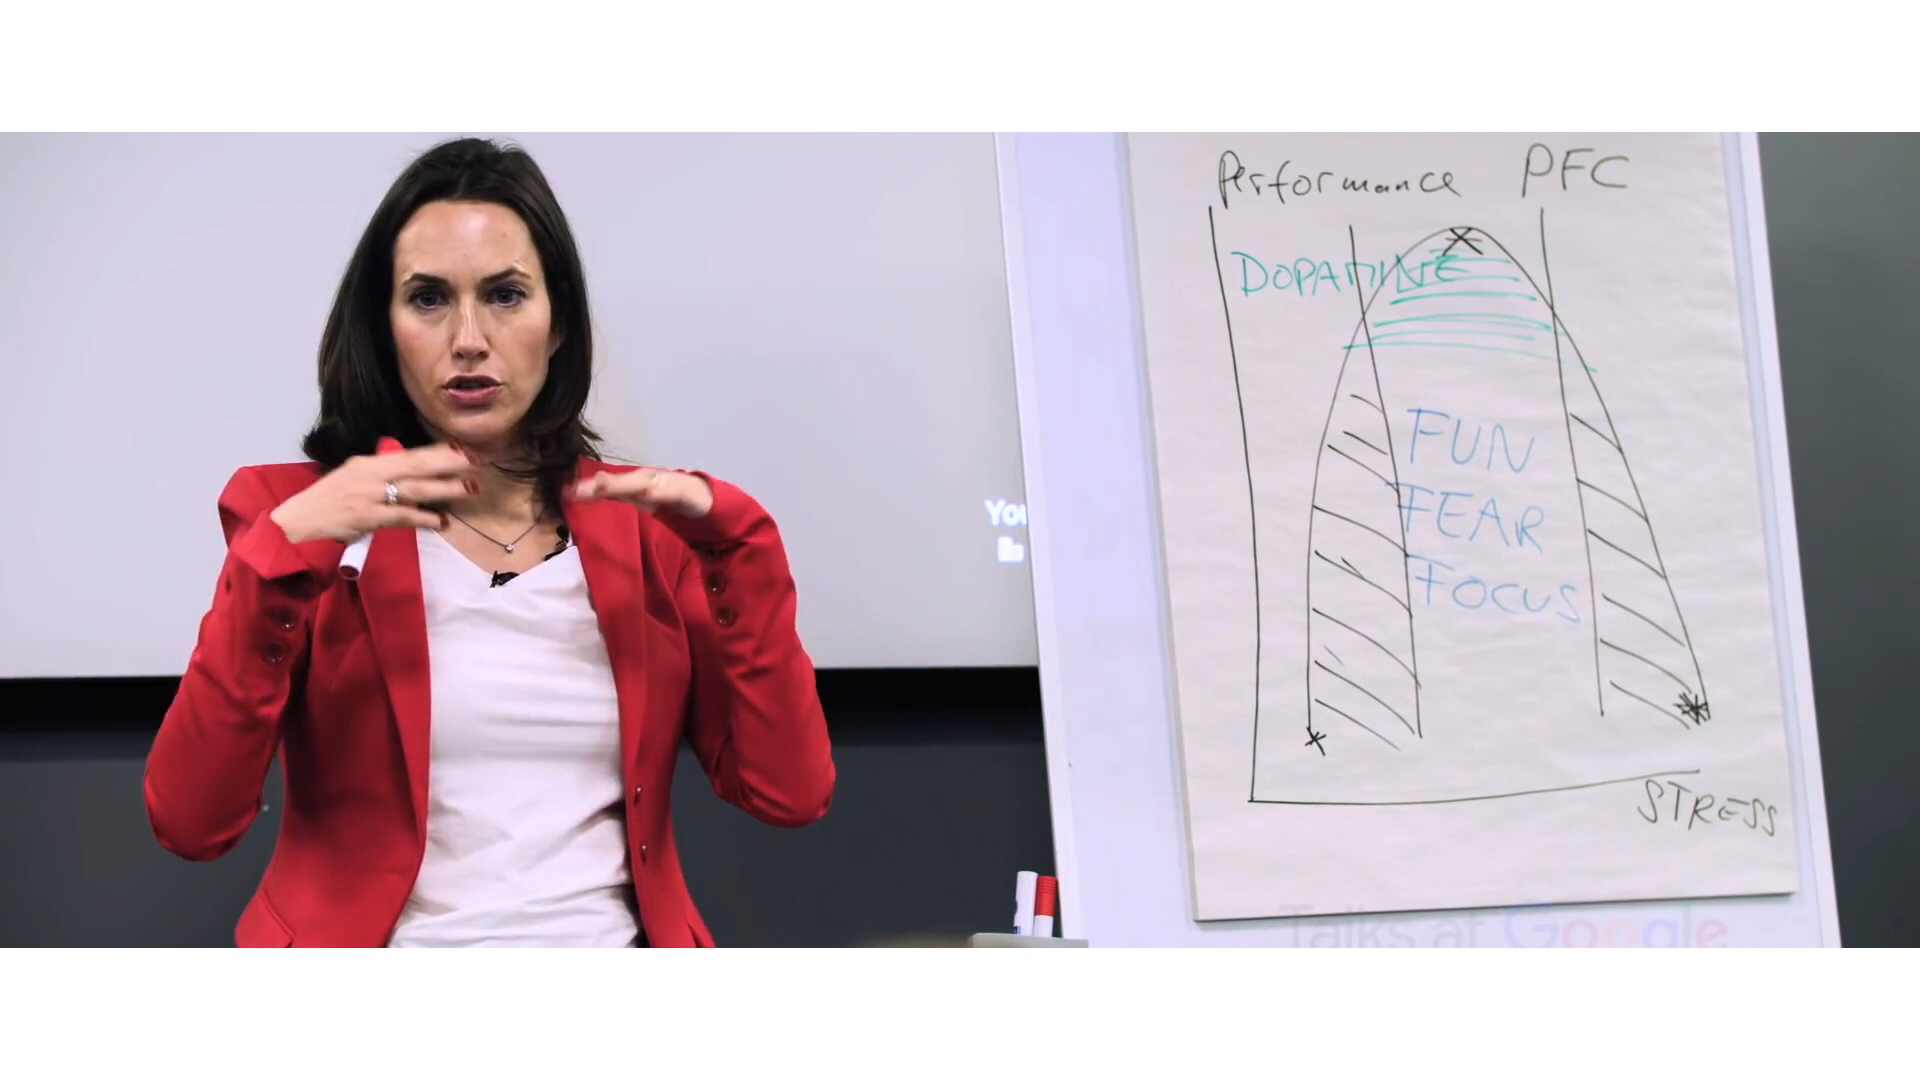 Performance PFC
DOPAMINE
FUN
FEAR
FOCUS
STRESS
Talks at Google